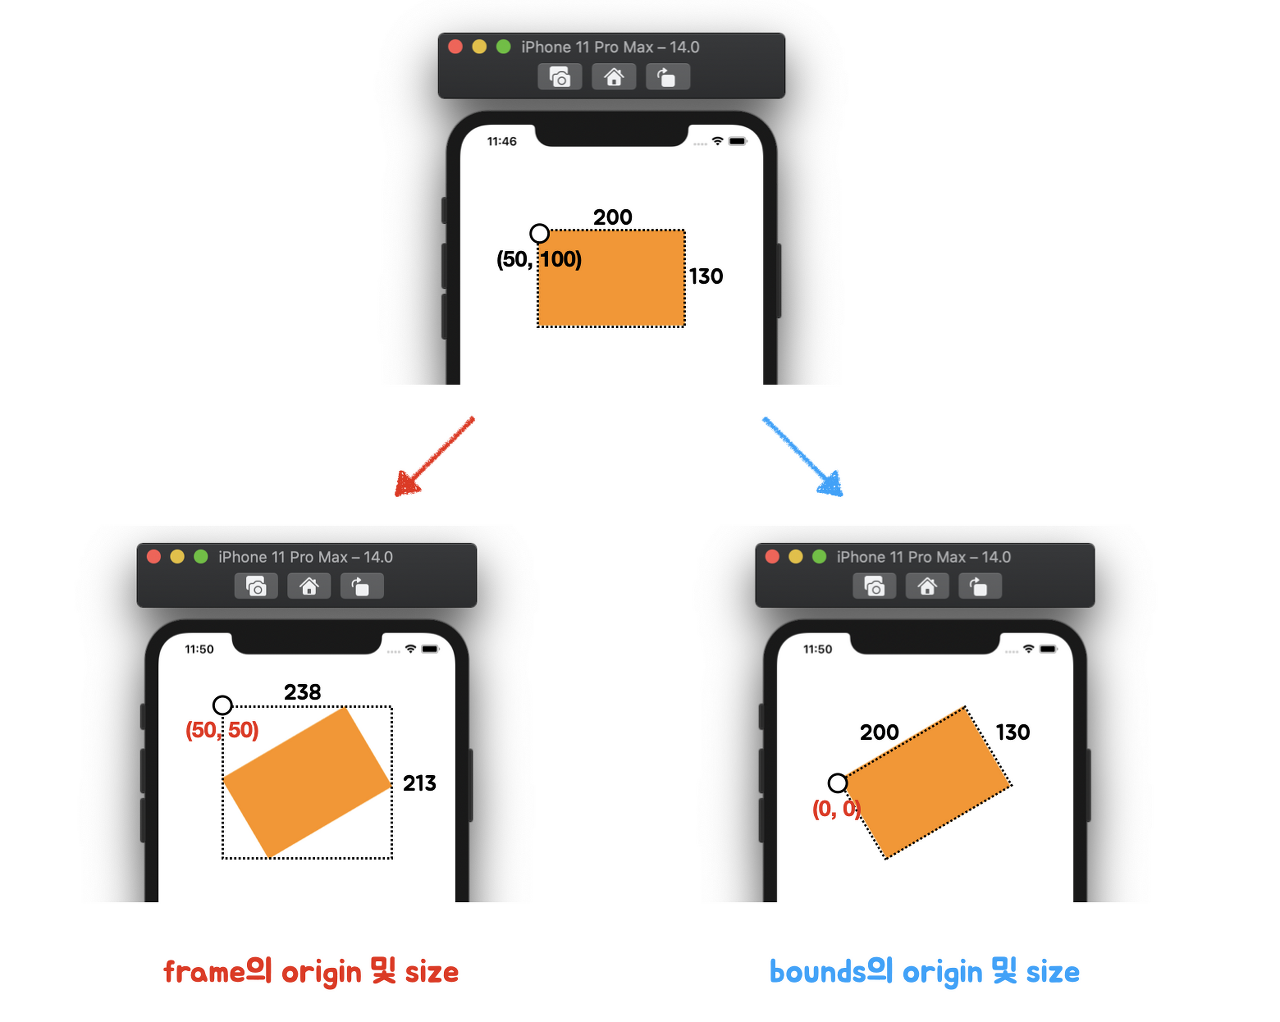 iPhone 11 Pro Max – 14.0
11:46
200
(50, 100)
130
iPhone 11 Pro Max – 14.0
11:50
238
(50, 50)
213
iPhone 11 Pro Max – 14.0
11:50
200
130
(0, 0)
frame의 origin 및 size
bounds의 origin 및 size